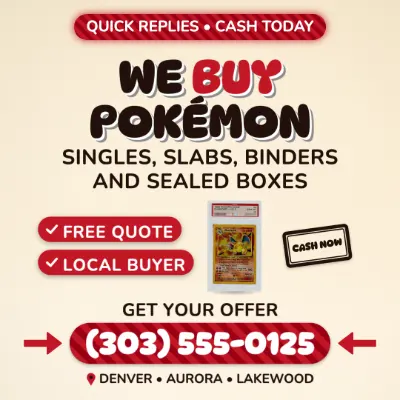 QUICK REPLIES • CASH TODAY
WE BUY
POKÉMON
SINGLES, SLABS, BINDERS
AND SEALED BOXES
FREE QUOTE
LOCAL BUYER
CASH NOW
GET YOUR OFFER
(303) 555-0125
DENVER • AURORA • LAKEWOOD